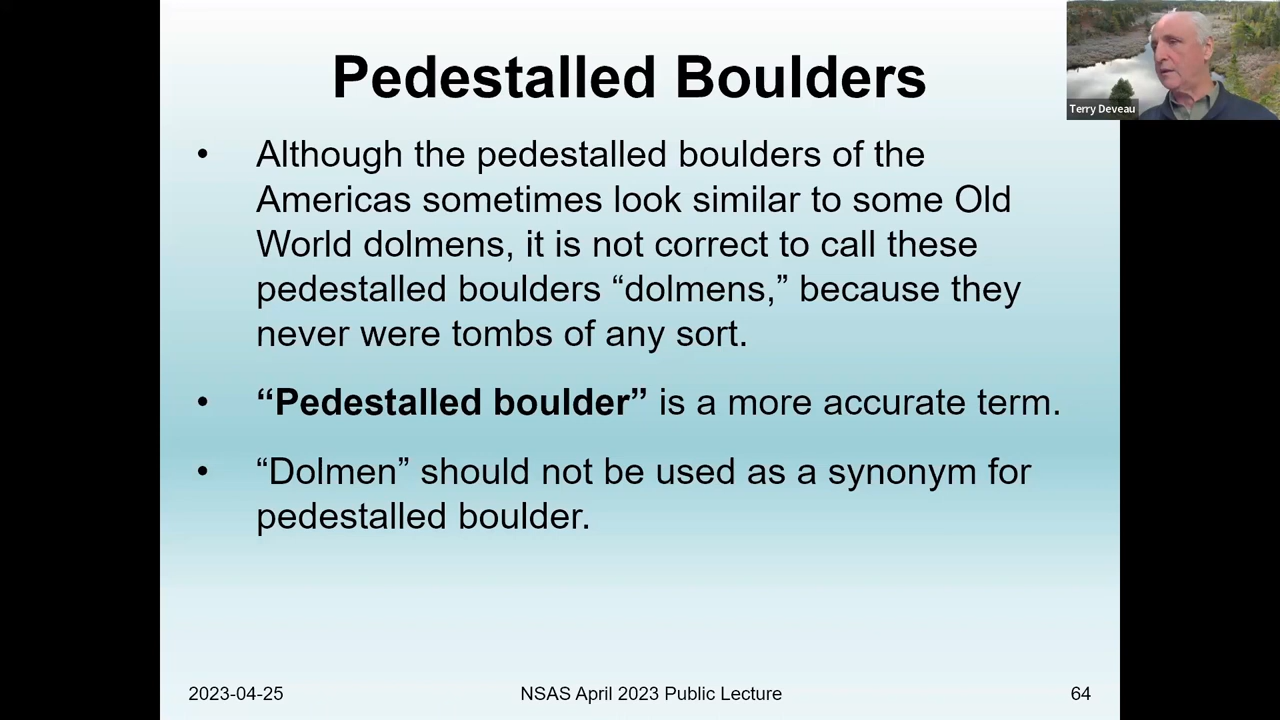 Pedestalled Boulders
Terry Deveau
• Although the pedestalled boulders of the
Americas sometimes look similar to some Old
World dolmens, it is not correct to call these
pedestalled boulders “dolmens,” because they
never were tombs of any sort.
• “Pedestalled boulder” is a more accurate term.
• “Dolmen” should not be used as a synonym for
pedestalled boulder.
2023-04-25 NSAS April 2023 Public Lecture 64